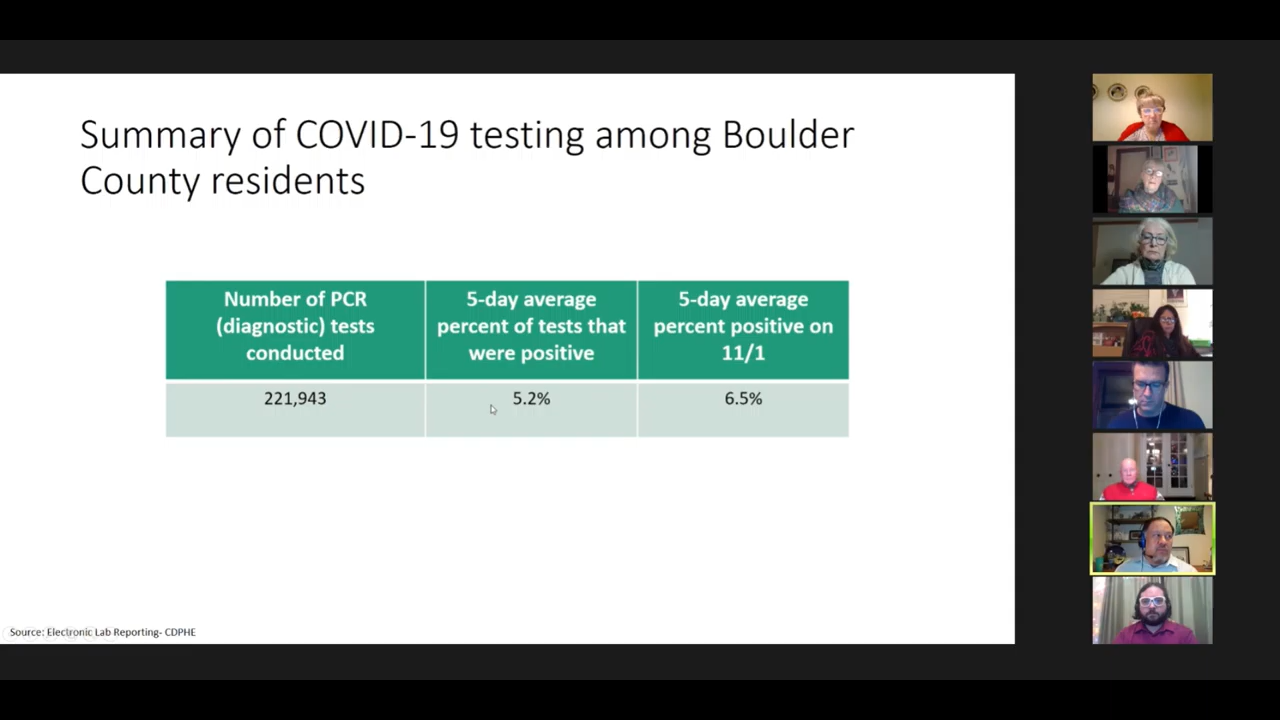 Summary of COVID-19 testing among Boulder
County residents
Number of PCR
(diagnostic) tests
conducted
5-day average
percent of tests that
were positive
5-day average
percent positive on
11/1
221,943
5.2%
6.5%
Source: Electronic Lab Reporting- CDPHE